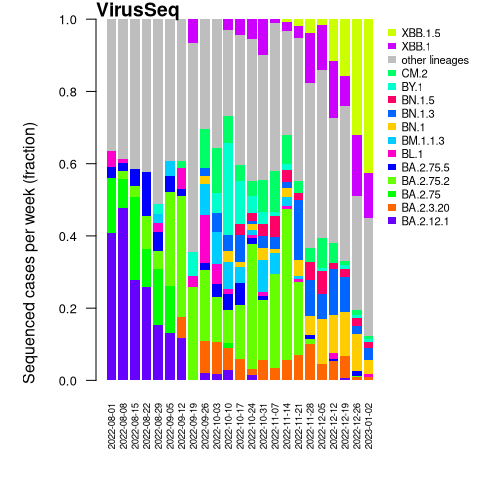 VirusSeq
Sequenced cases per week (fraction)
1.0
0.8
0.6
0.4
0.2
0.0
2022-08-01
2022-08-08
2022-08-15
2022-08-22
2022-08-29
2022-09-05
2022-09-12
2022-09-19
2022-09-26
2022-10-03
2022-10-10
2022-10-17
2022-10-24
2022-10-31
2022-11-07
2022-11-14
2022-11-21
2022-11-28
2022-12-05
2022-12-12
2022-12-19
2022-12-26
2023-01-02
XBB.1.5
XBB.1
other lineages
CM.2
BY.1
BN.1.5
BN.1.3
BN.1
BM.1.1.3
BL.1
BA.2.75.5
BA.2.75.2
BA.2.75
BA.2.3.20
BA.2.12.1